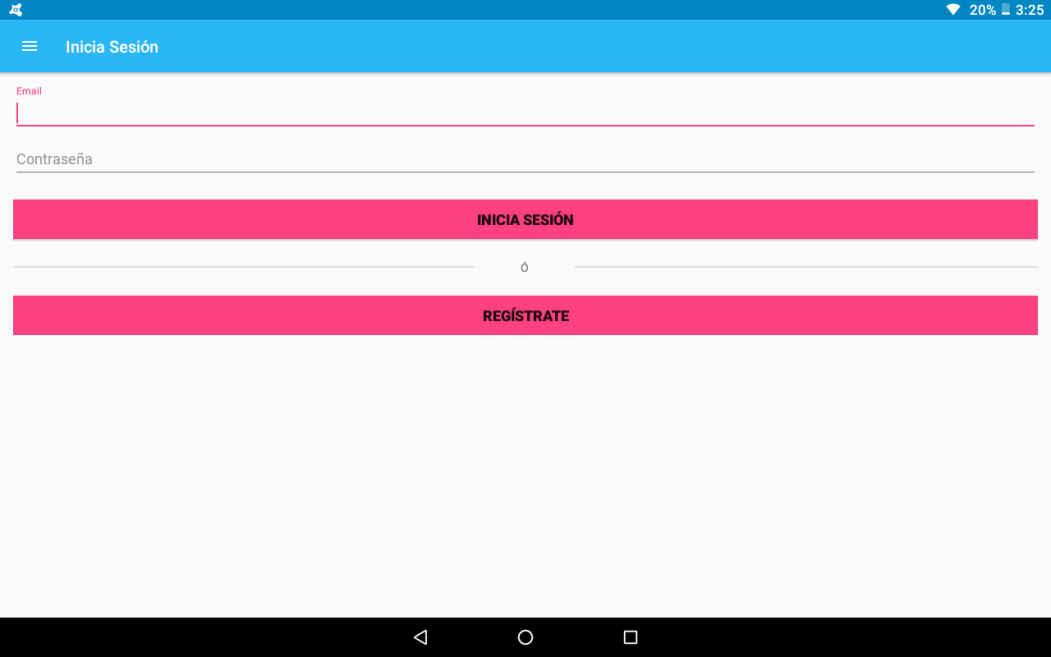 20% 3:25
Inicia Sesión
Email
Contraseña
INICIA SESIÓN
Ó
REGÍSTRATE